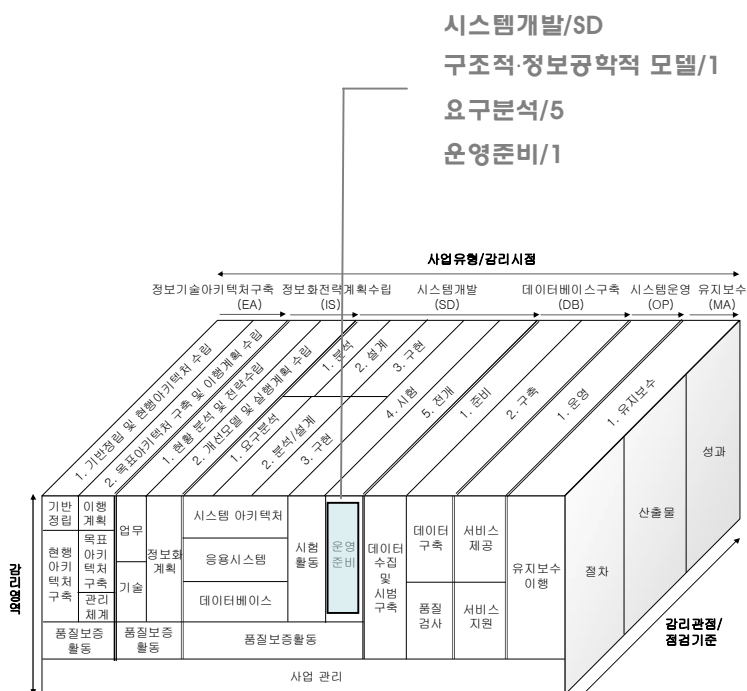 시스템개발/SD
구조적·정보공학적 모델/1
요구분석/5
운영준비/1
사업유형/감리시점
정보기술아키텍처구축
(EA)
정보화전략계획수립
(IS)
시스템개발
(SD)
데이터베이스구축
(DB)
시스템운영
(OP)
유지보수
(MA)
1. 기반정립 및 현행아키텍처 수립
2. 목표아키텍처 구축 및 이행계획 수립
1. 현황 분석 및 전략수립
2. 개선모델 및 실행계획 수립
1. 분석
2. 설계
3. 구현
1. 요구분석
2. 분석/설계
3. 구현
4. 시험
5. 전개
1. 준비
2. 구축
1. 운영
1. 유지보수
감리영역
기반
정립
이행
계획
현행
아키
텍처
구축
목표
아키
텍처
구축
관리
체계
업무
기술
정보화
계획
시스템 아키텍처
응용시스템
데이터베이스
시험
활동
운영
준비
데이터
수집
및
시범
구축
데이터
구축
품질
검사
서비스
제공
서비스
지원
유지보수
이행
품질보증
활동
품질보증
활동
품질보증활동
사업 관리
절차
산출물
성과
감리관점/
점검기준